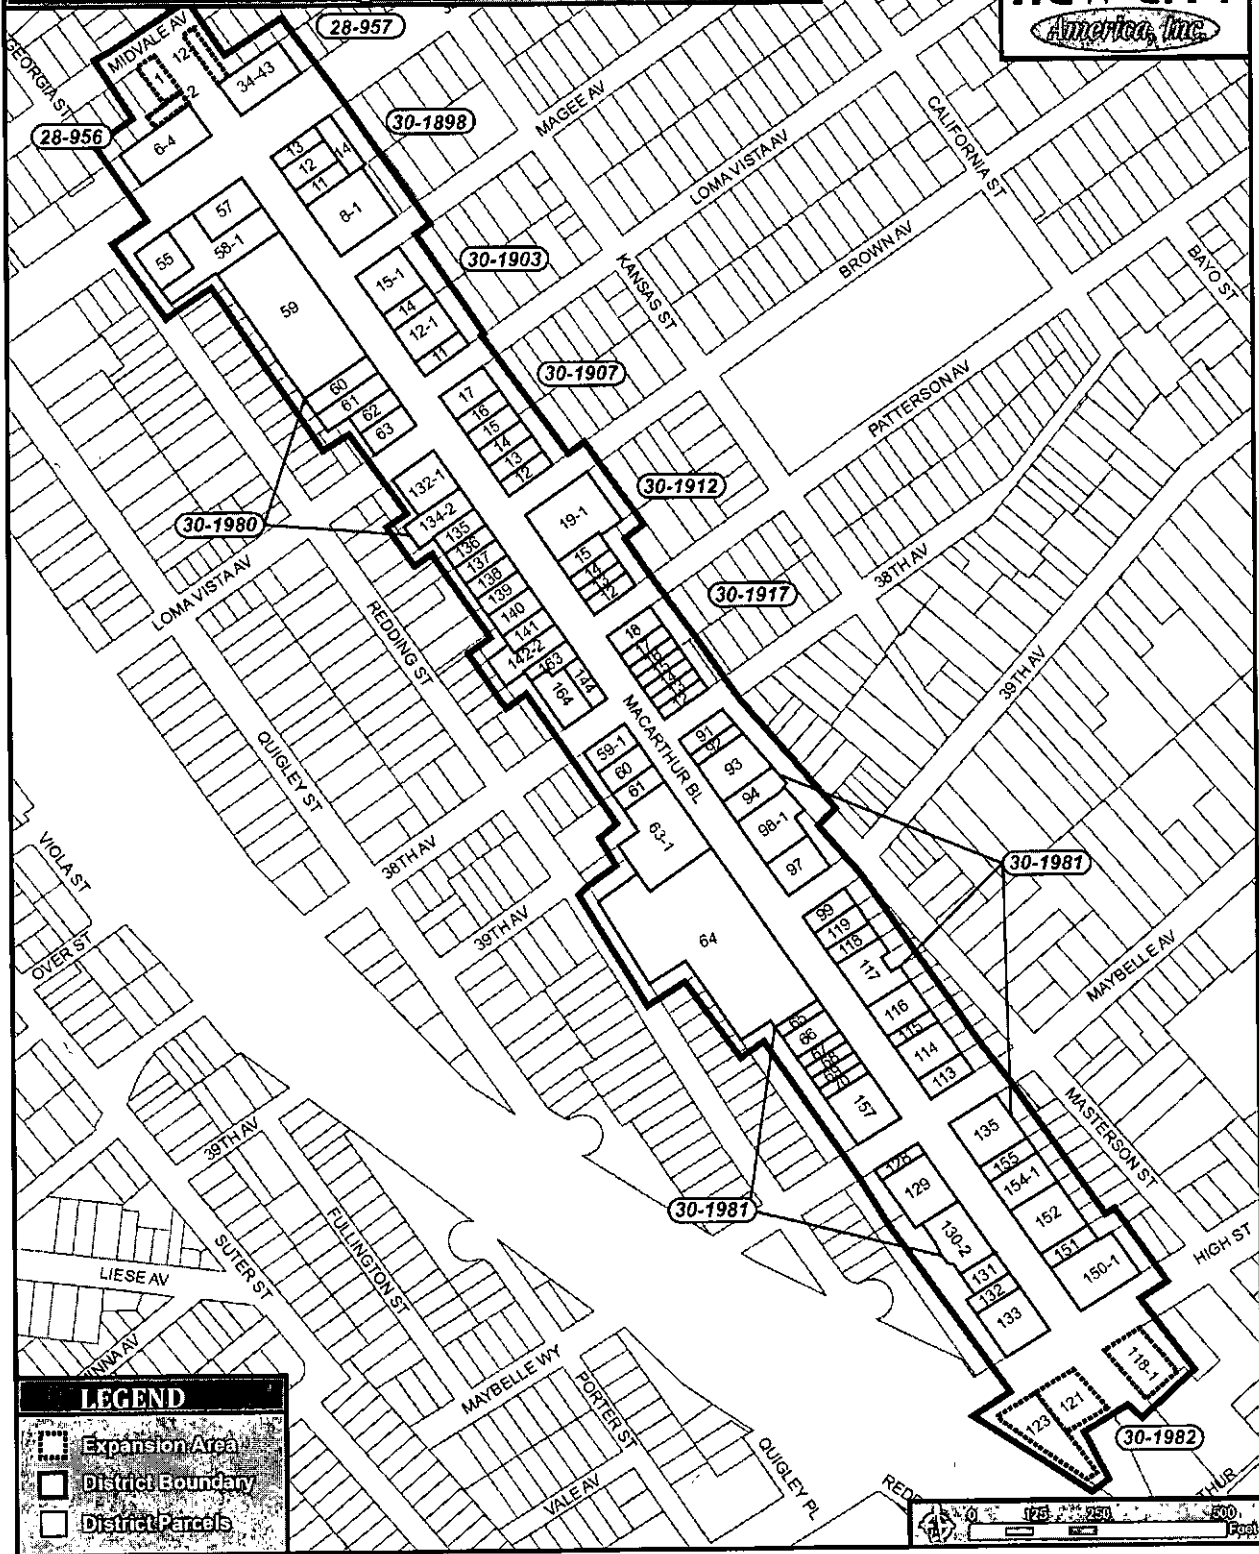 America, Inc.
28-957
MIDVALE AV
GEORGIA ST
12-1
1
34-43
2
28-956
6-4
30-1898
MAGEE AV
CALIFORNIA ST
13
12
14
11
8-1
LOMA VISTA AV
57
58-1
55
30-1903
BROWN AV
BAYO ST
KANSAS ST
15-1
14
12-1
11
59
30-1907
PATTERSON AV
60
61
62
63
17
16
15
14
13
12
132-1
30-1912
134-2
19-1
30-1980
135
136
137
138
139
140
141
142-2
163
144
164
15
14
13
12
38TH AV
LOMA VISTA AV
30-1917
REDDING ST
18
39TH AV
MACARTHUR BL
59-1
60
61
63-1
91
92
93
94
98-1
97
QUIGLEY ST
VIOLA ST
38TH AV
30-1981
OVER ST
39TH AV
64
99
119
118
117
116
115
114
113
MAYBELLE AV
65
66
67
68
157
39TH AV
135
155
154-1
152
151
150-1
MASTERSON ST
128
129
130-2
131
132
133
30-1981
HIGH ST
FULLINGTON ST
SUTER ST
LIESE AV
INNA AV
MAYBELLE WY
PORTER ST
118-1
121
123
30-1982
QUIGLEY PL
VALE AV
RED
THUR
LEGEND
Expansion Area
District Boundary
District Parcels
0 125 250 500
Feet